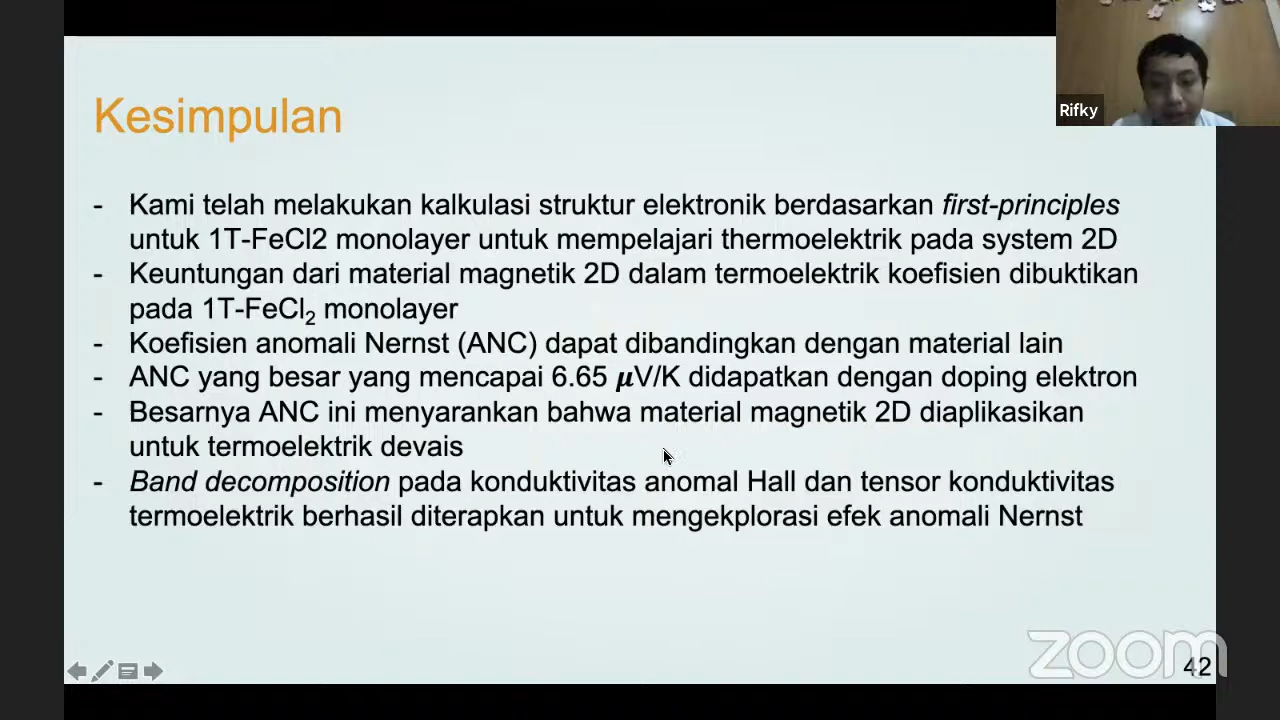 Rifky
Kesimpulan
- Kami telah melakukan kalkulasi struktur elektronik berdasarkan first-principles
untuk 1T-FeCl2 monolayer untuk mempelajari thermoelektrik pada system 2D
- Keuntungan dari material magnetik 2D dalam termoelektrik koefisien dibuktikan
pada 1T-FeCl₂ monolayer
- Koefisien anomali Nernst (ANC) dapat dibandingkan dengan material lain
- ANC yang besar yang mencapai 6.65 𝝁V/K didapatkan dengan doping elektron
- Besarnya ANC ini menyarankan bahwa material magnetik 2D diaplikasikan
untuk termoelektrik devais
- Band decomposition pada konduktivitas anomal Hall dan tensor konduktivitas
termoelektrik berhasil diterapkan untuk mengekplorasi efek anomali Nernst
zoom
42